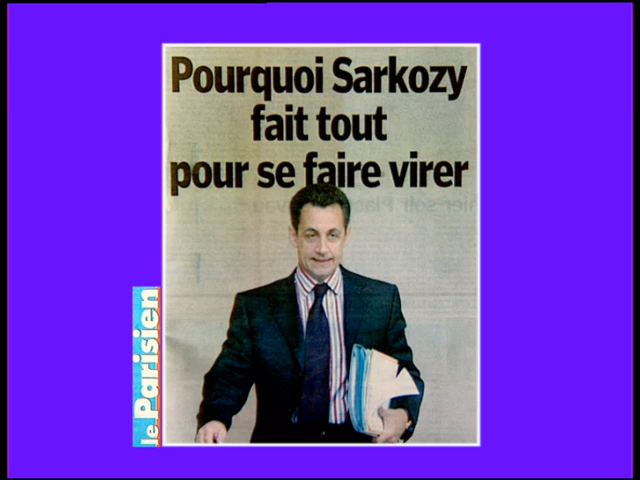 Pourquoi Sarkozy
fait tout
pour se faire virer
le Parisien